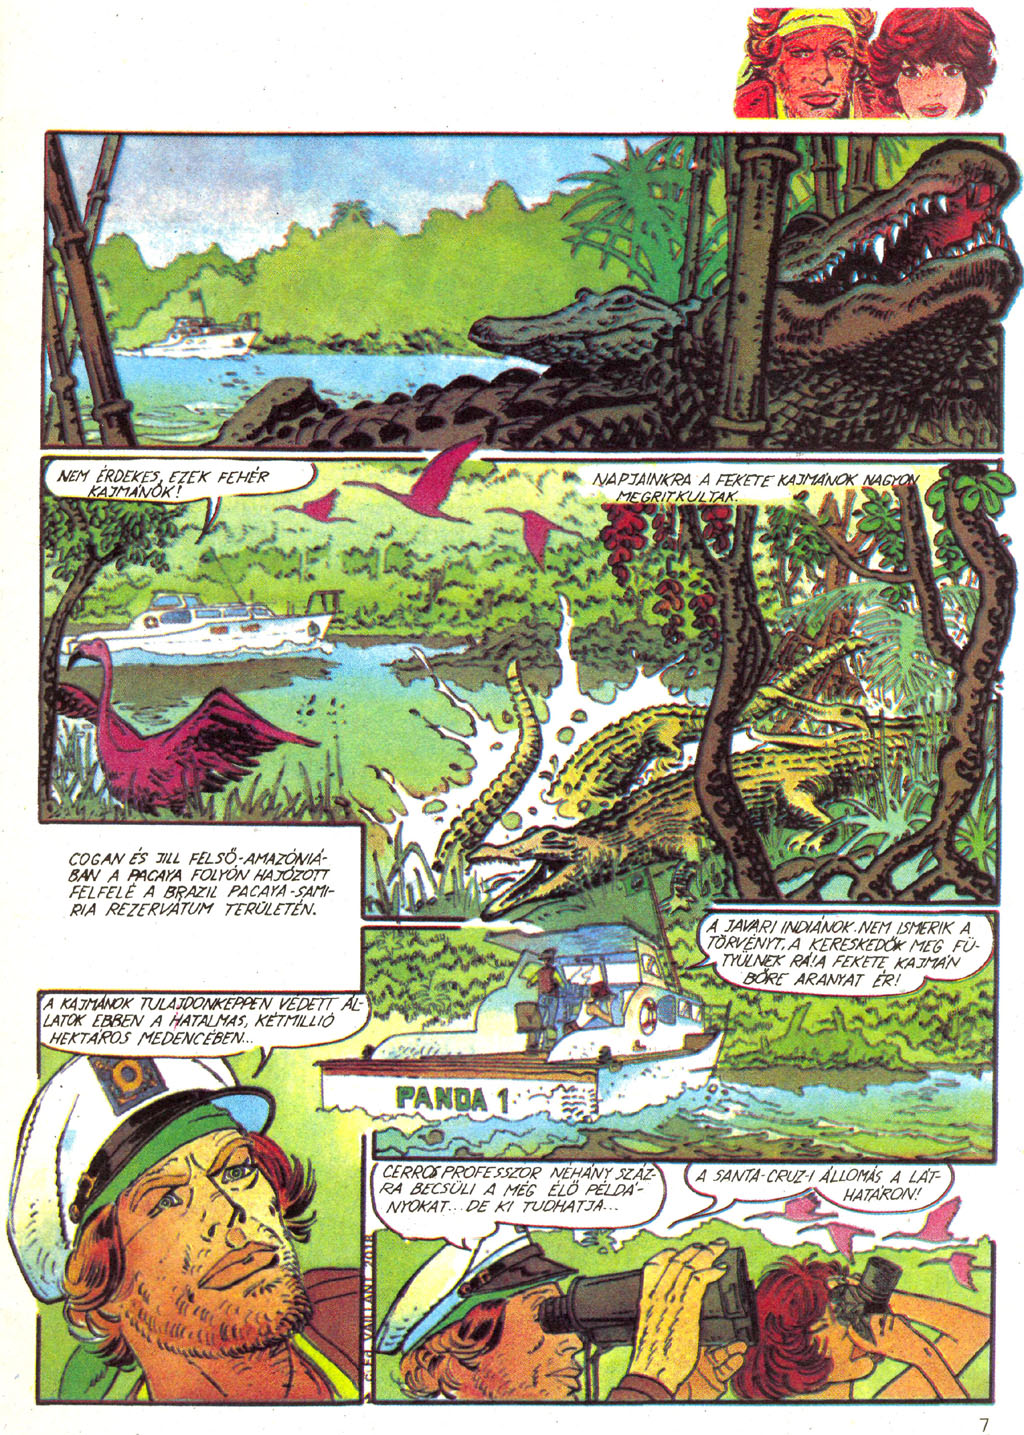 NEM ÉRDEKES, EZEK FEHÉR
KAJMÁNOK!
NAPJAINKRA A FEKETE KAJMÁNOK NAGYON
MEGRITKULTAK.
COGAN ÉS JILL FELSŐ-AMAZÓNIÁ-
BAN A PACAYA FOLYÓN HAJÓZOTT
FELFELÉ A BRAZIL PACAYA-SAMI-
RIA REZERVÁTUM TERÜLETÉN.
A JAVARI INDIÁNOK NEM ISMERIK A
TÖRVÉNYT. A KERESKEDŐK MEG FÜ-
TYÜLNEK RÁ! A FEKETE KAJMÁN
BŐRE ARANYAT ÉR!
A KAJMÁNOK TULAJDONKÉPPEN VÉDETT ÁL-
LATOK EBBEN A HATALMAS, KÉTMILLIÓ
HEKTÁROS MEDENCÉBEN...
PANDA 1
CERROS PROFESSZOR NÉHÁNY SZÁZ-
RA BECSÜLI A MÉG ÉLŐ PÉLDÁ-
NYOKAT... DE KI TUDHATJA...
A SANTA-CRUZ-I ÁLLOMÁS A LÁT-
HATÁRON!
7